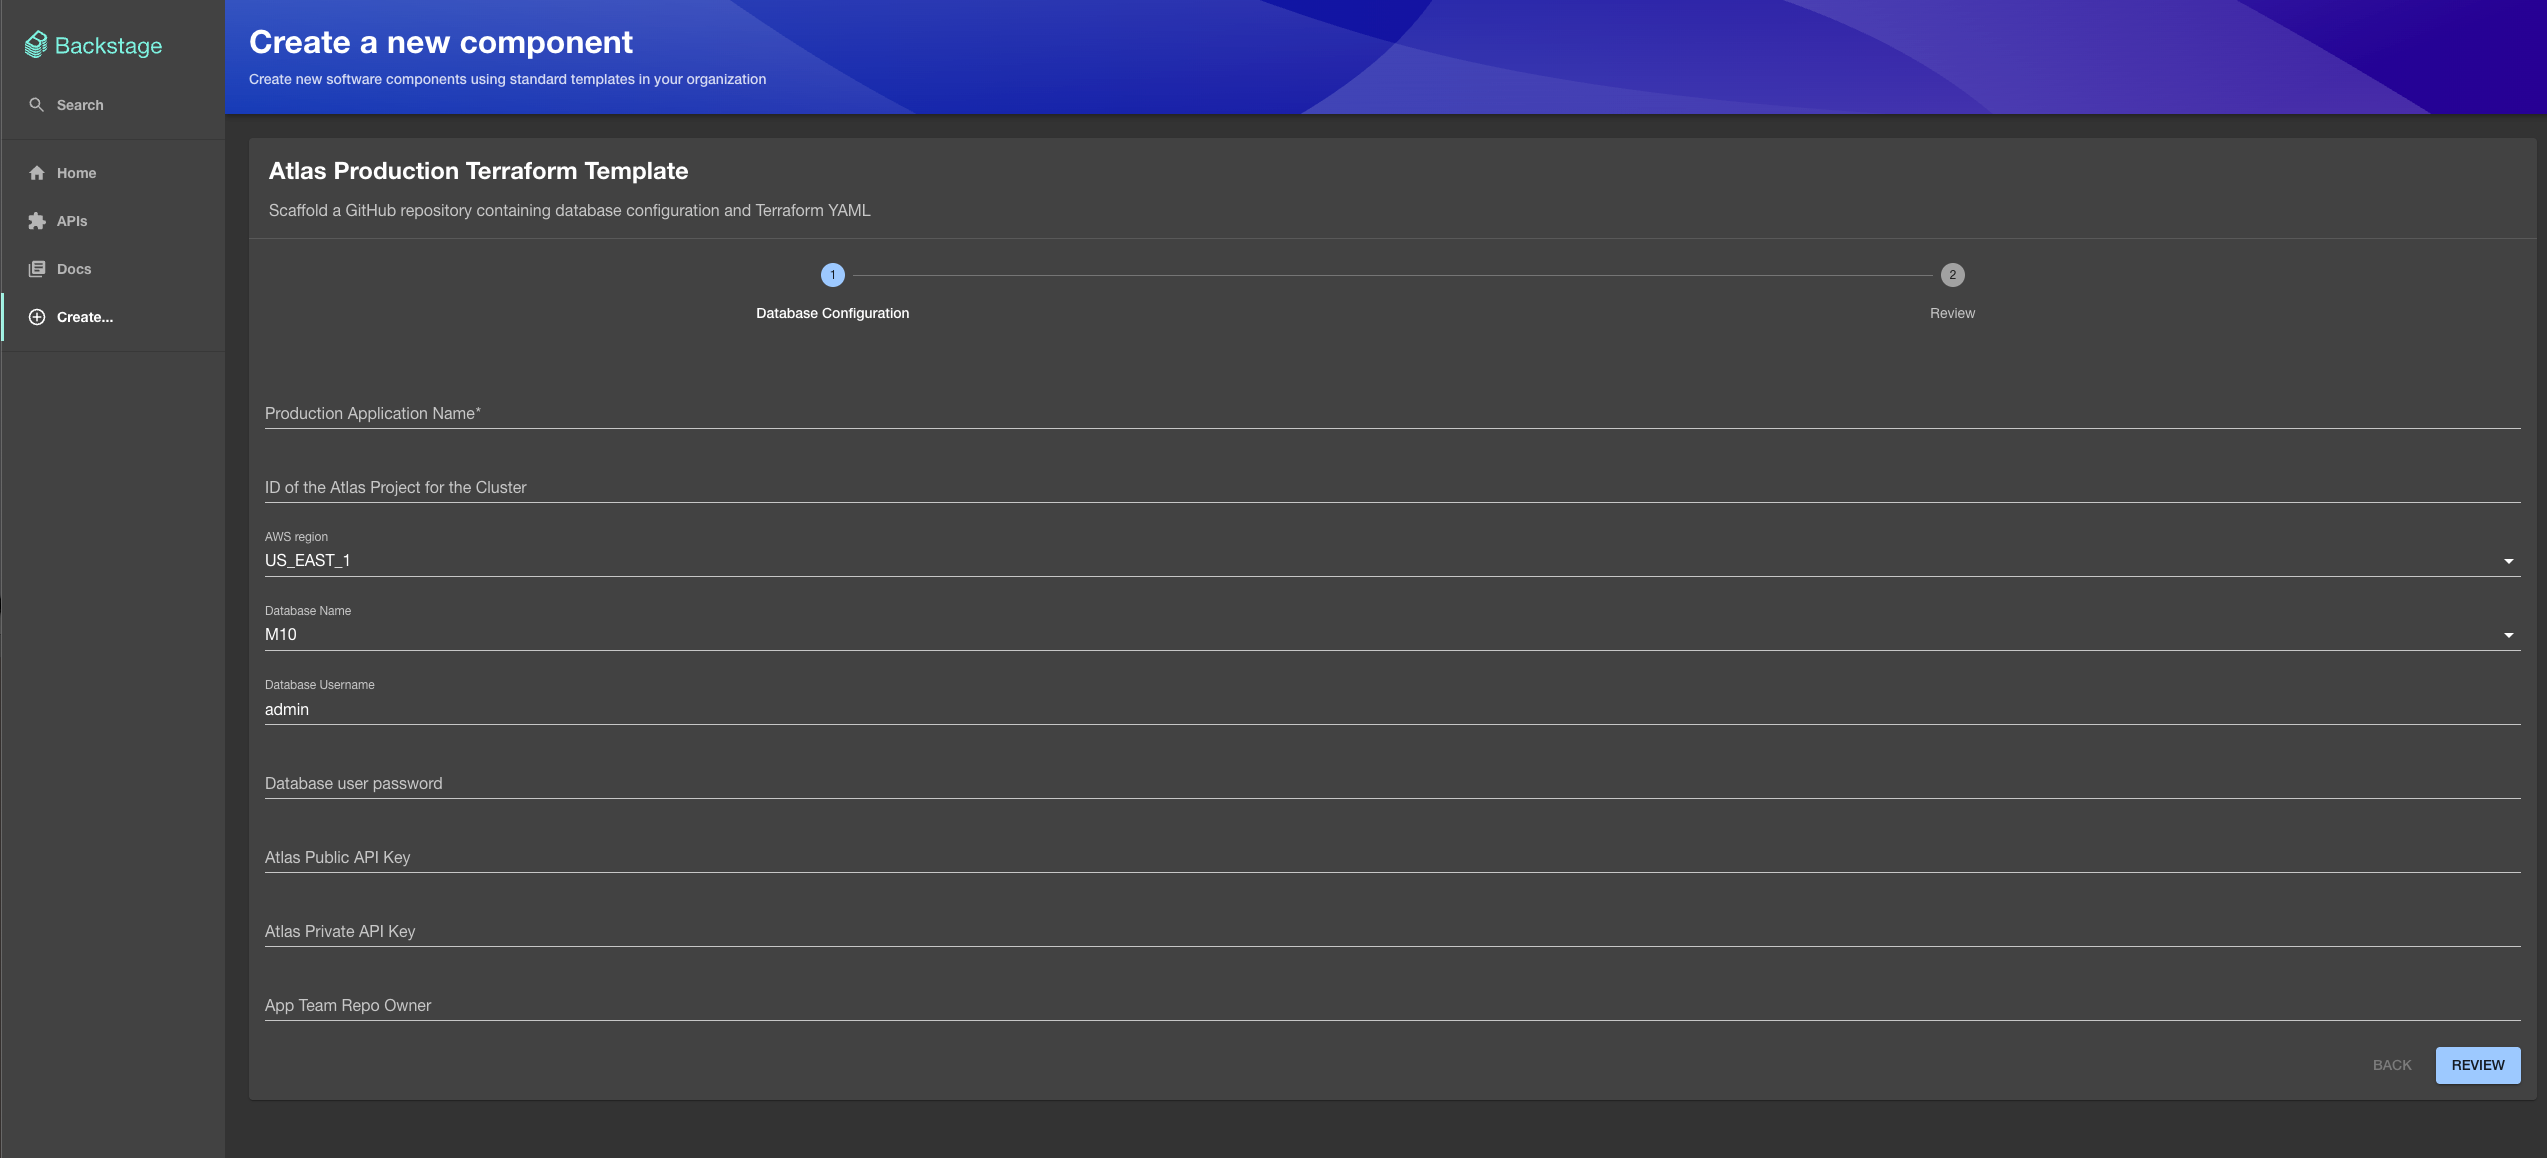 Backstage
Search
Home
APIs
Docs
Create...
Create a new component
Create new software components using standard templates in your organization
Atlas Production Terraform Template
Scaffold a GitHub repository containing database configuration and Terraform YAML
1
2
Database Configuration
Review
Production Application Name*
ID of the Atlas Project for the Cluster
AWS region
US_EAST_1
Database Name
M10
Database Username
admin
Database user password
Atlas Public API Key
Atlas Private API Key
App Team Repo Owner
BACK
REVIEW